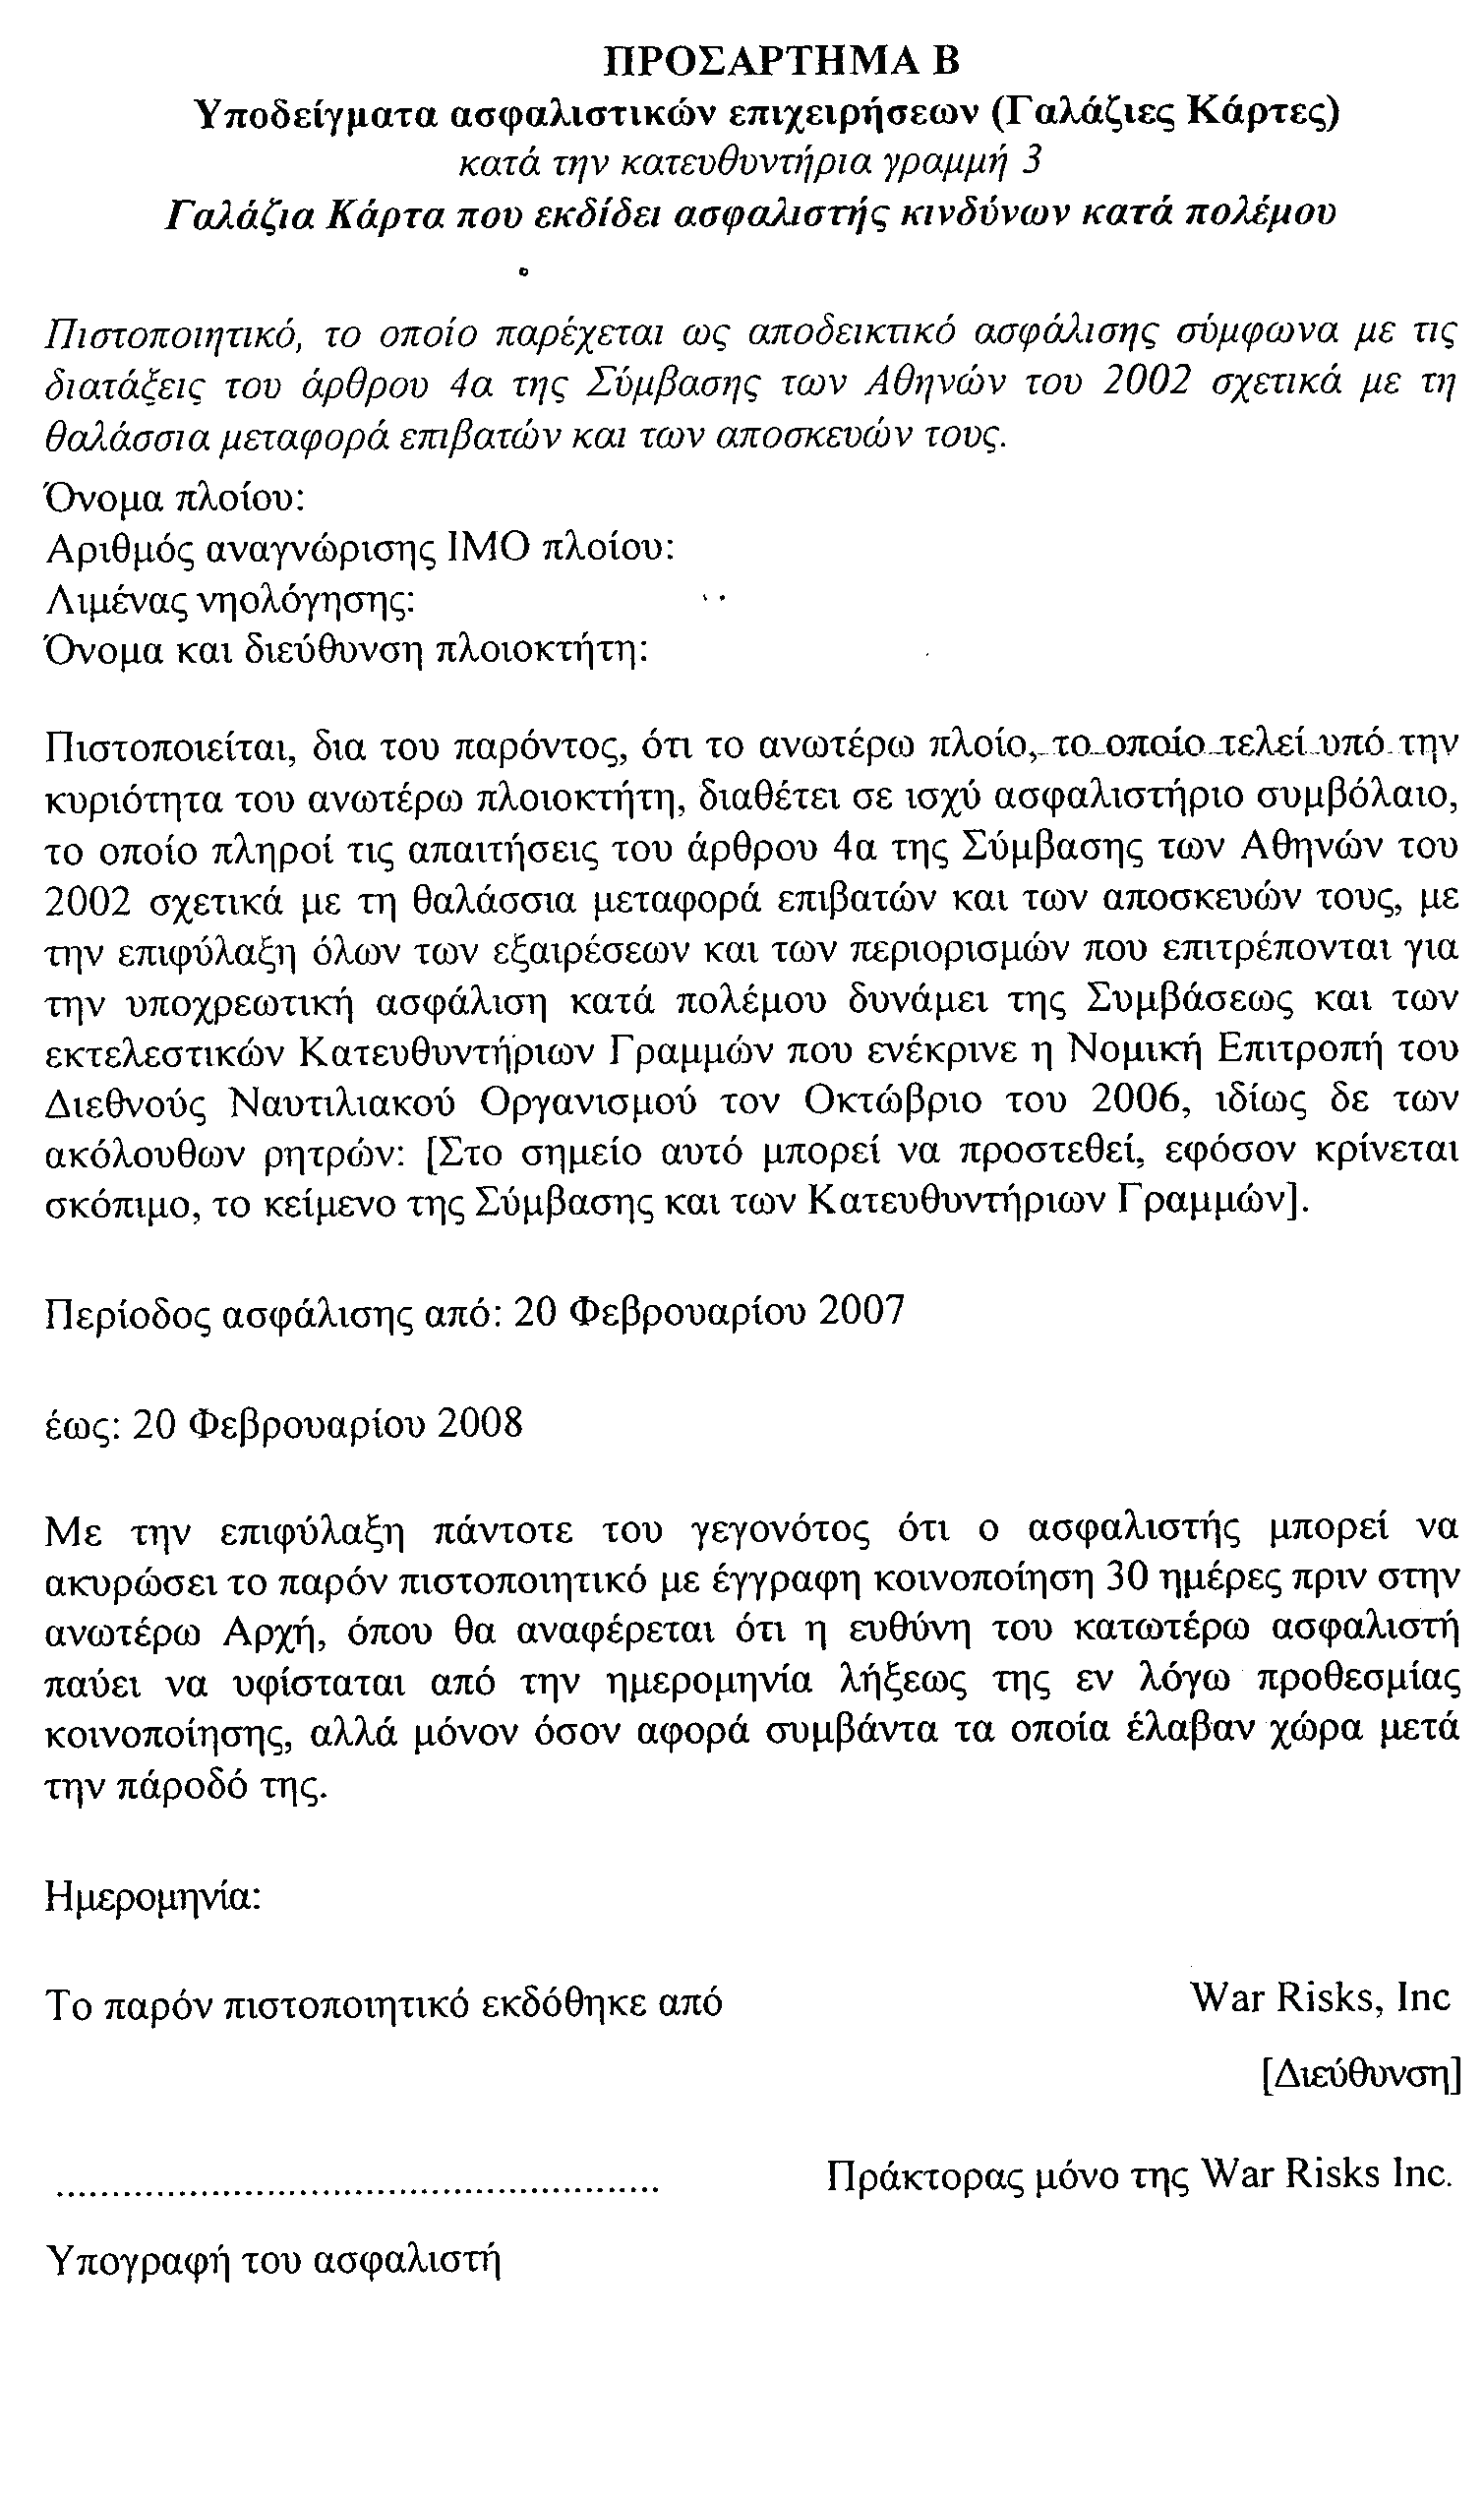 ΠΡΟΣΑΡΤΗΜΑ Β
Υποδείγματα ασφαλιστικών επιχειρήσεων (Γαλάζιες Κάρτες)
κατά την κατευθυντήρια γραμμή 3
Γαλάζια Κάρτα που εκδίδει ασφαλιστής κινδύνων κατά πολέμου
Πιστοποιητικό, το οποίο παρέχεται ως αποδεικτικό ασφάλισης σύμφωνα με τις
διατάξεις του άρθρου 4α της Σύμβασης των Αθηνών του 2002 σχετικά με τη
θαλάσσια μεταφορά επιβατών και των αποσκευών τους.
Όνομα πλοίου:
Αριθμός αναγνώρισης ΙΜΟ πλοίου:
Λιμένας νηολόγησης:
Όνομα και διεύθυνση πλοιοκτήτη:
Πιστοποιείται, δια του παρόντος, ότι το ανωτέρω πλοίο, το οποίο τελεί υπό την
κυριότητα του ανωτέρω πλοιοκτήτη, διαθέτει σε ισχύ ασφαλιστήριο συμβόλαιο,
το οποίο πληροί τις απαιτήσεις του άρθρου 4α της Σύμβασης των Αθηνών του
2002 σχετικά με τη θαλάσσια μεταφορά επιβατών και των αποσκευών τους, με
την επιφύλαξη όλων των εξαιρέσεων και των περιορισμών που επιτρέπονται για
την υποχρεωτική ασφάλιση κατά πολέμου δυνάμει της Συμβάσεως και των
εκτελεστικών Κατευθυντήριων Γραμμών που ενέκρινε η Νομική Επιτροπή του
Διεθνούς Ναυτιλιακού Οργανισμού τον Οκτώβριο του 2006, ιδίως δε των
ακόλουθων ρητρών: [Στο σημείο αυτό μπορεί να προστεθεί, εφόσον κρίνεται
σκόπιμο, το κείμενο της Σύμβασης και των Κατευθυντήριων Γραμμών].
Περίοδος ασφάλισης από: 20 Φεβρουαρίου 2007
έως: 20 Φεβρουαρίου 2008
Με την επιφύλαξη πάντοτε του γεγονότος ότι ο ασφαλιστής μπορεί να
ακυρώσει το παρόν πιστοποιητικό με έγγραφη κοινοποίηση 30 ημέρες πριν στην
ανωτέρω Αρχή, όπου θα αναφέρεται ότι η ευθύνη του κατωτέρω ασφαλιστή
παύει να υφίσταται από την ημερομηνία λήξεως της εν λόγω προθεσμίας
κοινοποίησης, αλλά μόνον όσον αφορά συμβάντα τα οποία έλαβαν χώρα μετά
την πάροδό της.
Ημερομηνία:
Το παρόν πιστοποιητικό εκδόθηκε από War Risks, Inc
[Διεύθυνση]
...................................................... Πράκτορας μόνο της War Risks Inc.
Υπογραφή του ασφαλιστή